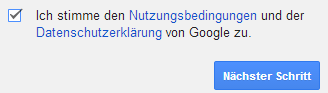 Ich stimme den Nutzungsbedingungen und der
Datenschutzerklärung von Google zu.
Nächster Schritt